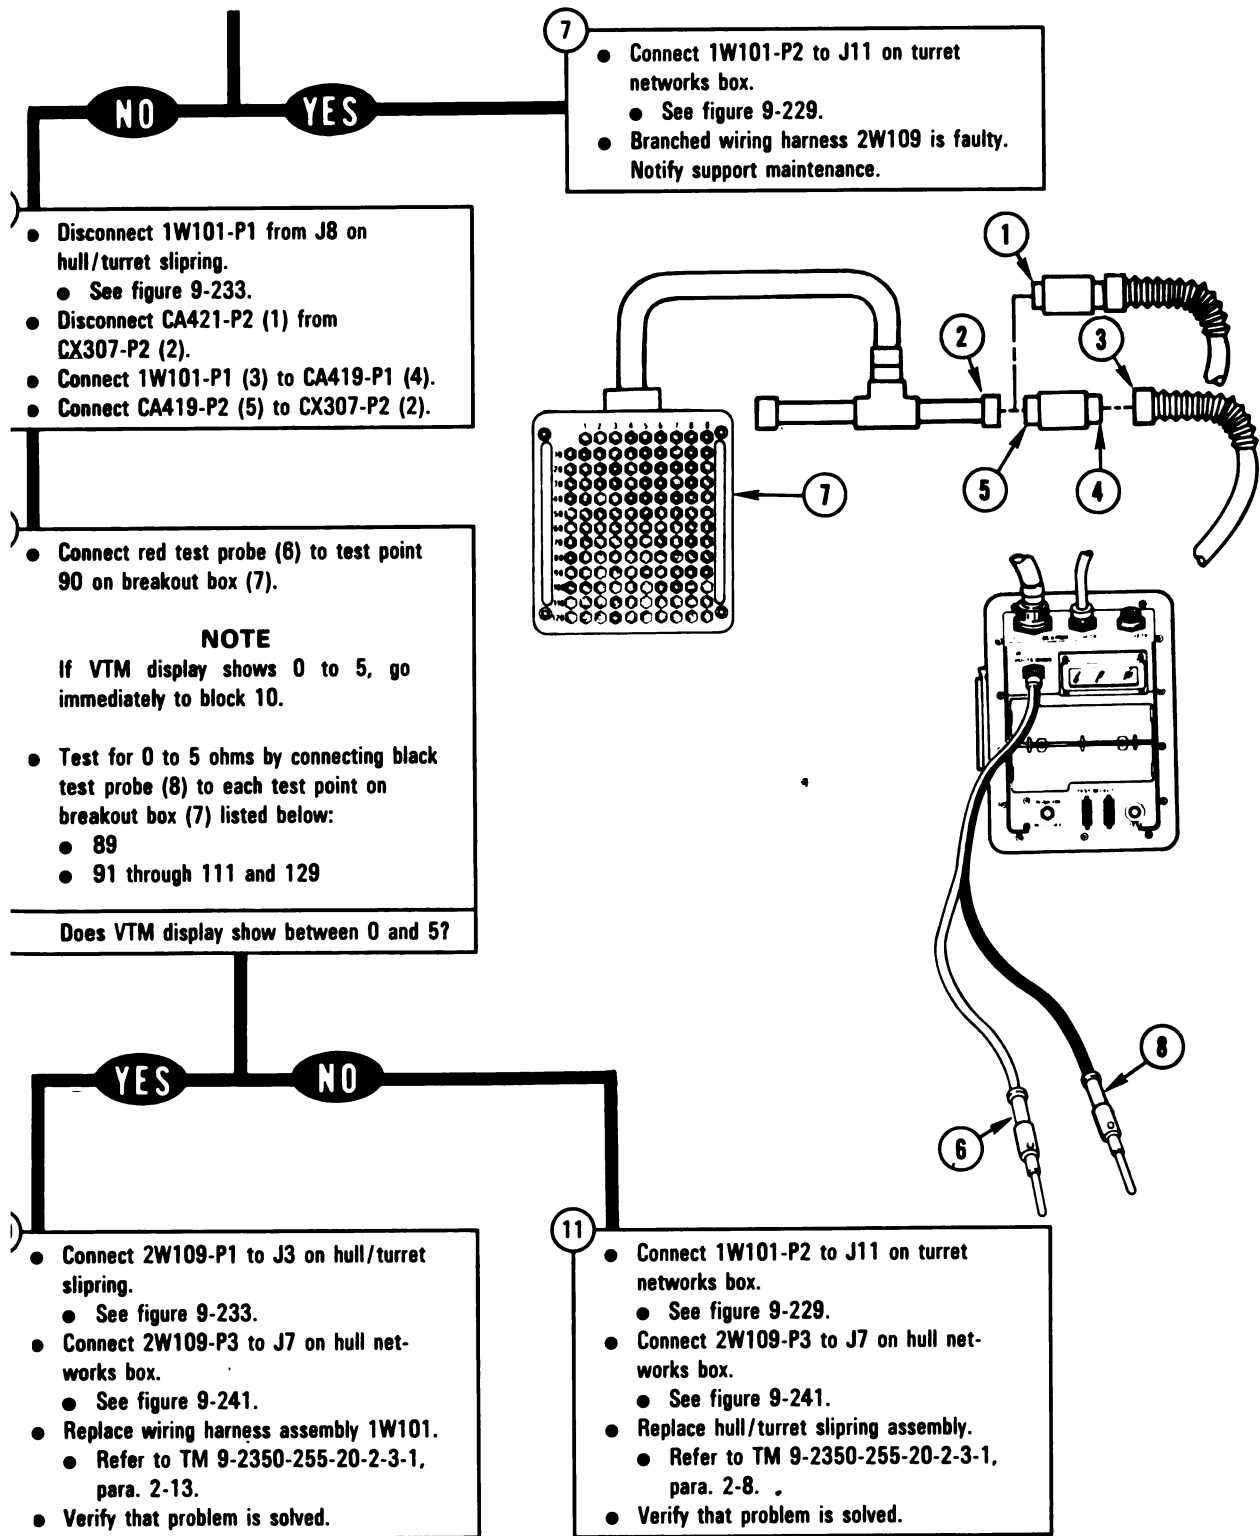 NO
YES
7
● Connect 1W101-P2 to J11 on turret
networks box.
● See figure 9-229.
● Branched wiring harness 2W109 is faulty.
Notify support maintenance.
● Disconnect 1W101-P1 from J8 on
hull/turret slipring.
● See figure 9-233.
● Disconnect CA421-P2 (1) from
CX307-P2 (2).
● Connect 1W101-P1 (3) to CA419-P1 (4).
● Connect CA419-P2 (5) to CX307-P2 (2).
1
2
3
5
4
7
1 2 3 4 5 6 7 8 9
● Connect red test probe (6) to test point
90 on breakout box (7).
NOTE
If VTM display shows 0 to 5, go
immediately to block 10.
● Test for 0 to 5 ohms by connecting black
test probe (8) to each test point on
breakout box (7) listed below:
● 89
● 91 through 111 and 129
Does VTM display show between 0 and 5?
8
6
YES
NO
● Connect 2W109-P1 to J3 on hull/turret
slipring.
● See figure 9-233.
● Connect 2W109-P3 to J7 on hull net-
works box.
● See figure 9-241.
● Replace wiring harness assembly 1W101.
● Refer to TM 9-2350-255-20-2-3-1,
para. 2-13.
● Verify that problem is solved.
11
● Connect 1W101-P2 to J11 on turret
networks box.
● See figure 9-229.
● Connect 2W109-P3 to J7 on hull net-
works box.
● See figure 9-241.
● Replace hull/turret slipring assembly.
● Refer to TM 9-2350-255-20-2-3-1,
para. 2-8.
● Verify that problem is solved.